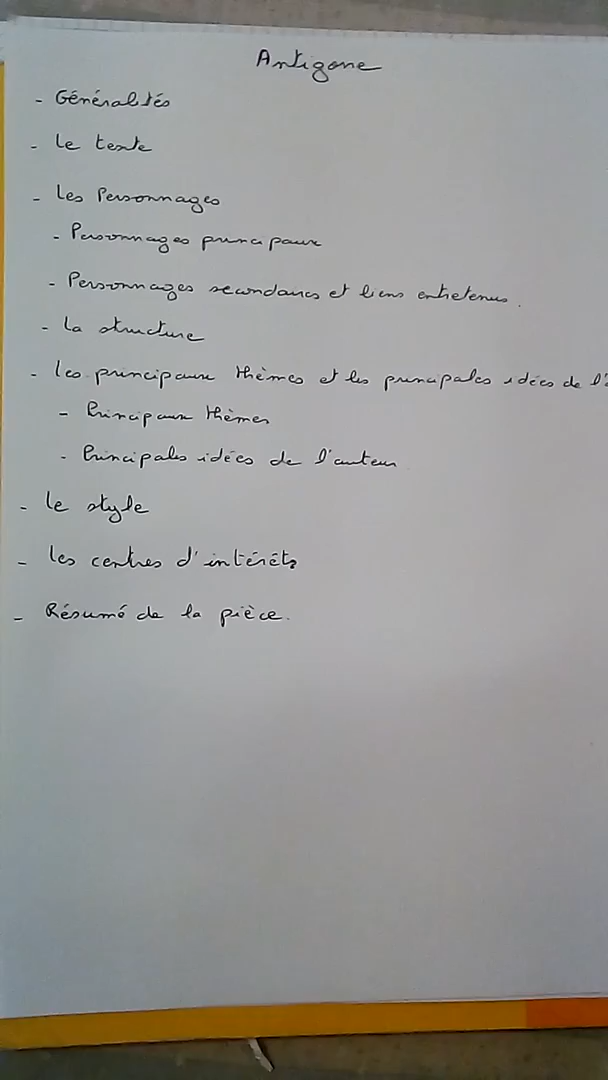 Antigone
- Généralités
- Le texte
- Les Personnages
- Personnages principaux
- Personnages secondaires et liens entretenus.
- La structure
- Les principaux thèmes et les principales idées de l'a
- Principaux thèmes
- Principales idées de l'auteur
- Le style
- Les centres d'intérêts
- Résumé de la pièce.